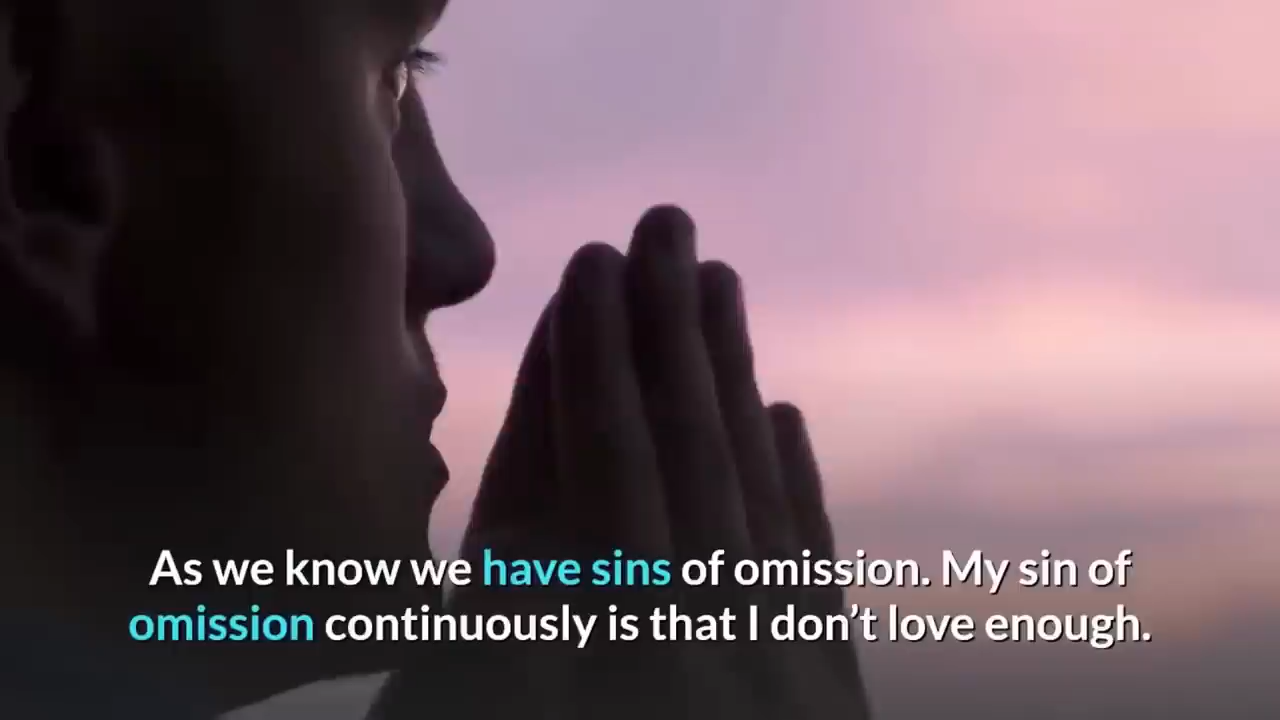 As we know we have sins of omission. My sin of
omission continuously is that I don’t love enough.